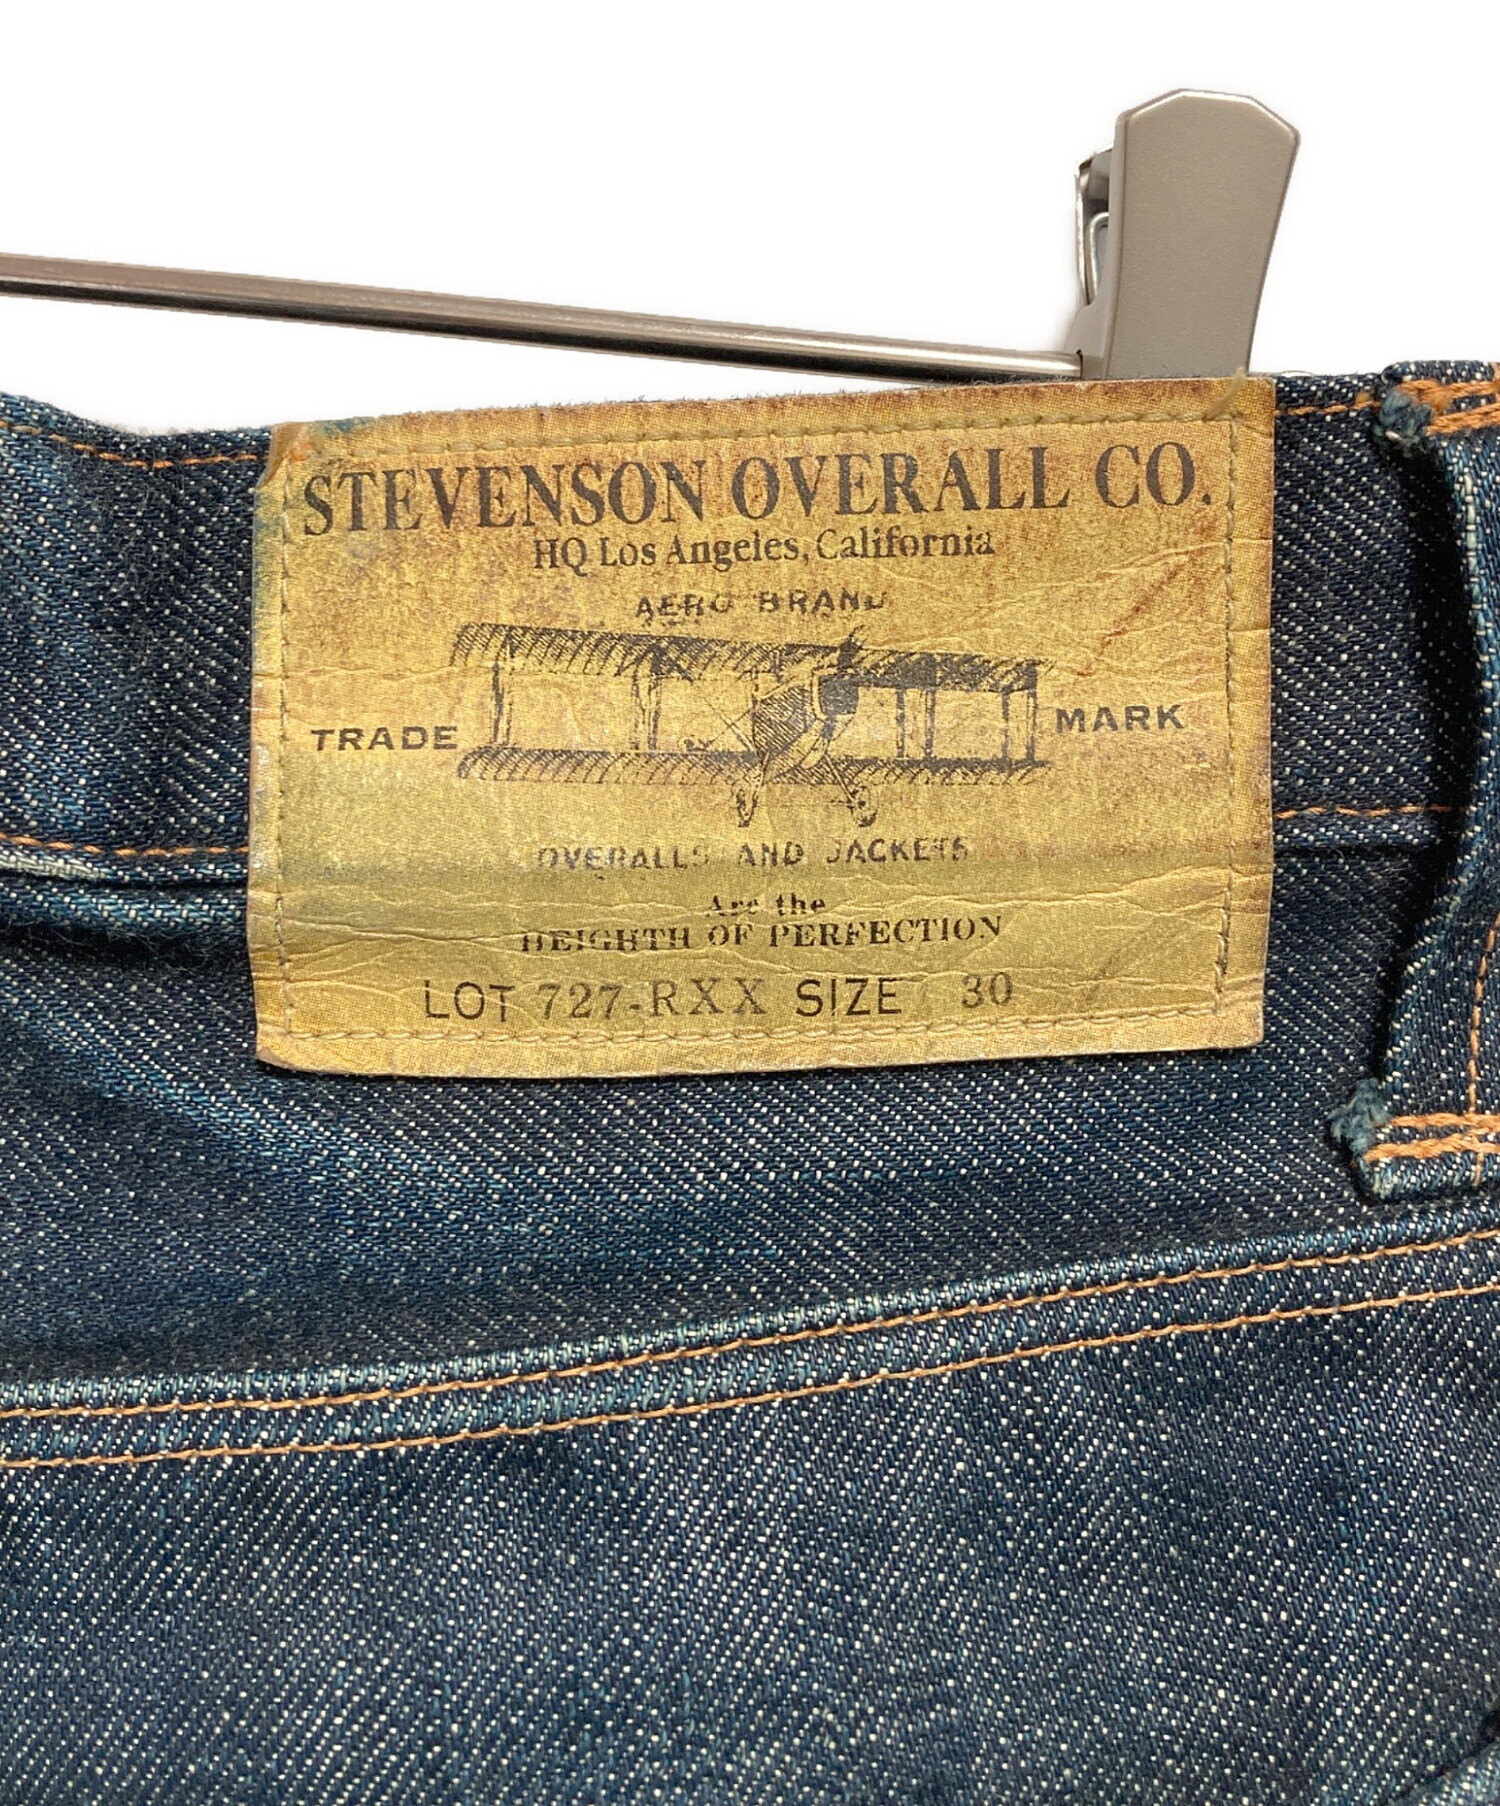 STEVENSON OVERALL CO.
HQ Los Angeles, California
AERO BRAND
TRADE MARK
OVERALLS AND JACKETS
Are the
HEIGHTH OF PERFECTION
LOT 727-RXX SIZE 30